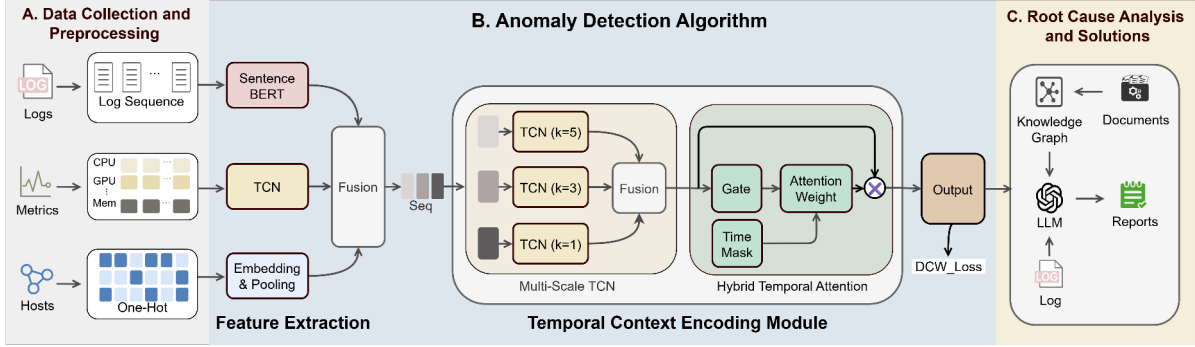 A. Data Collection and
Preprocessing
B. Anomaly Detection Algorithm
C. Root Cause Analysis
and Solutions
LOG
Logs
...
Log Sequence
Sentence
BERT
CPU
GPU
Mem
Metrics
TCN
Hosts
One-Hot
Embedding
& Pooling
Fusion
Seq
Feature Extraction
TCN (k=5)
TCN (k=3)
TCN (k=1)
Fusion
Multi-Scale TCN
Gate
Attention
Weight
Time
Mask
Hybrid Temporal Attention
Temporal Context Encoding Module
Output
DCW_Loss
Knowledge
Graph
Documents
LLM
Reports
LOG
Log